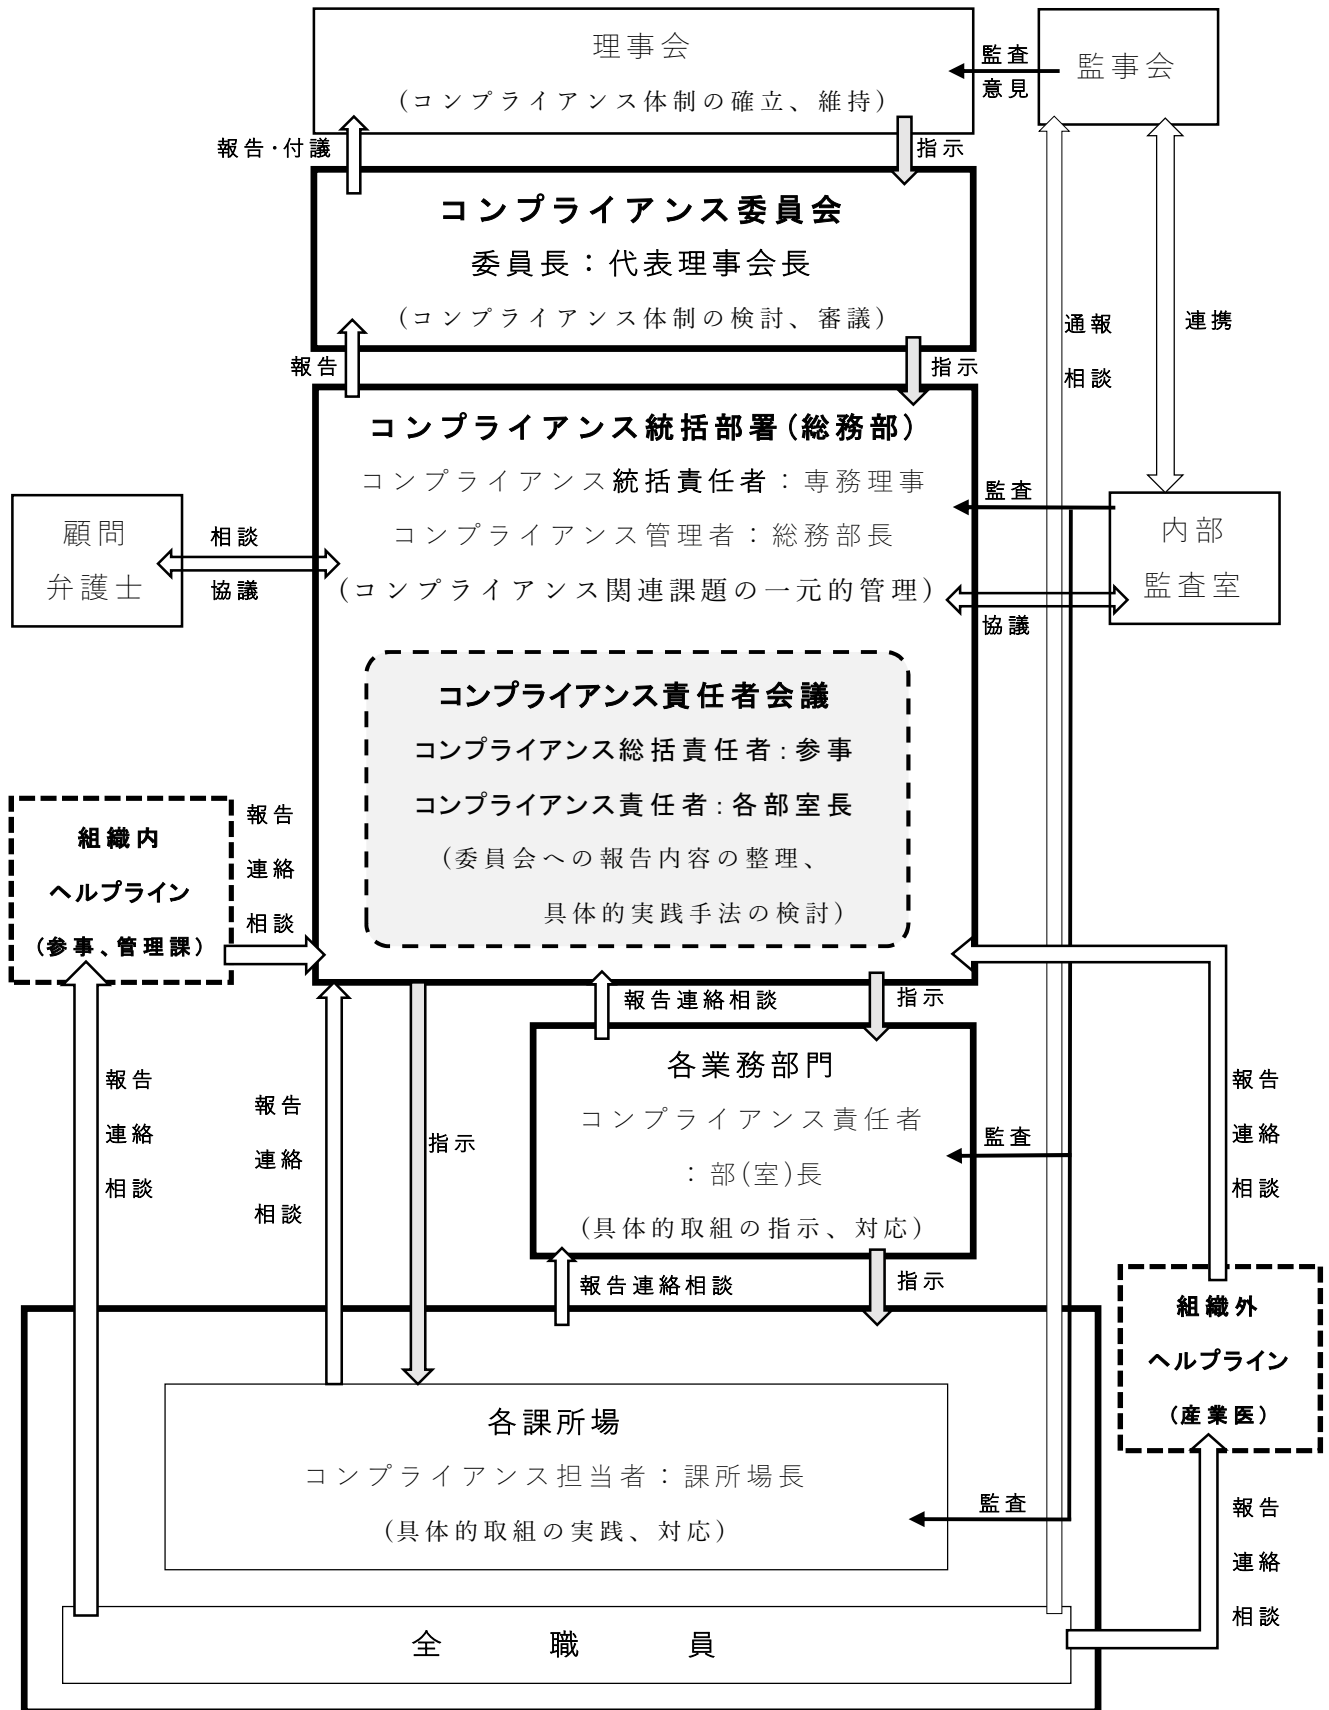 理事会
(コンプライアンス体制の確立、維持)
監査
意見
監事会
報告・付議
指示
コンプライアンス委員会
委員長：代表理事会長
(コンプライアンス体制の検討、審議)
通報
相談
連携
報告
指示
コンプライアンス統括部署(総務部)
コンプライアンス統括責任者：専務理事
コンプライアンス管理者：総務部長
(コンプライアンス関連課題の一元的管理)
顧問
弁護士
相談
協議
監査
協議
内部
監査室
コンプライアンス責任者会議
コンプライアンス総括責任者：参事
コンプライアンス責任者：各部室長
(委員会への報告内容の整理、
具体的実践手法の検討)
組織内
ヘルプライン
(参事、管理課)
報告
連絡
相談
報告連絡相談
指示
各業務部門
コンプライアンス責任者
：部(室)長
(具体的取組の指示、対応)
監査
報告
連絡
相談
報告
連絡
相談
指示
報告
連絡
相談
報告連絡相談
指示
組織外
ヘルプライン
(産業医)
各課所場
コンプライアンス担当者：課所場長
(具体的取組の実践、対応)
監査
報告
連絡
相談
全職員